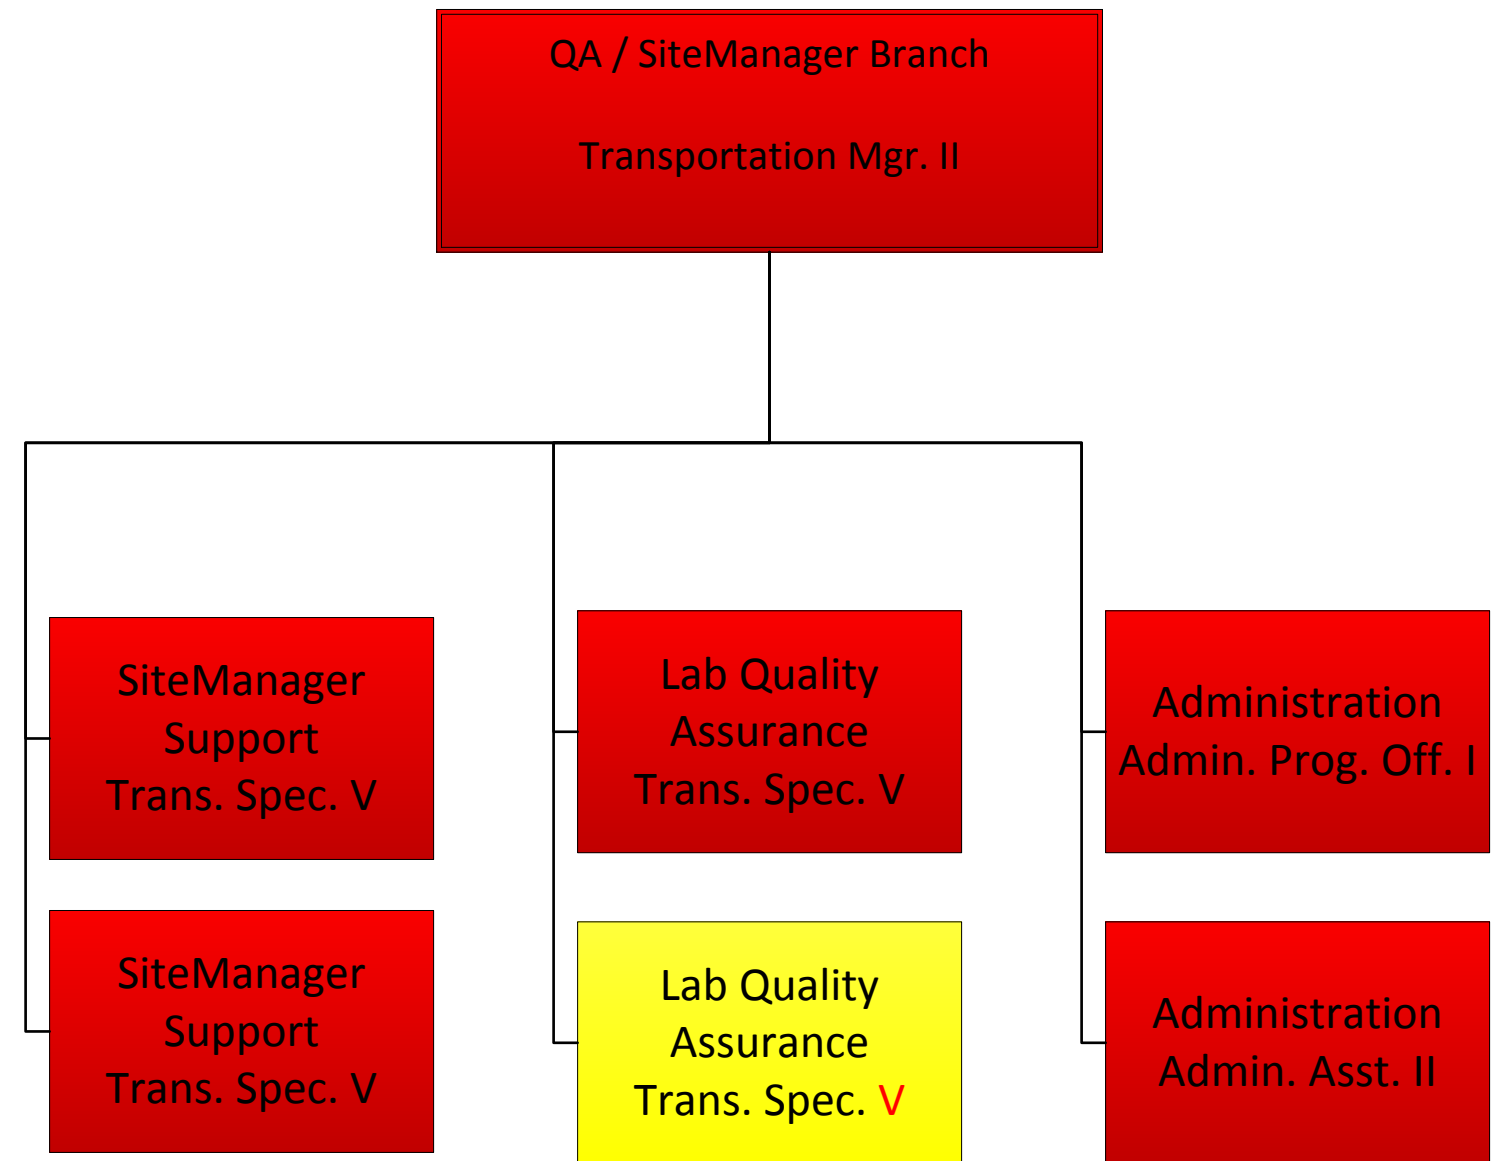 QA / SiteManager Branch
Transportation Mgr. II
SiteManager
Support
Trans. Spec. V
Lab Quality
Assurance
Trans. Spec. V
Administration
Admin. Prog. Off. I
SiteManager
Support
Trans. Spec. V
Lab Quality
Assurance
Trans. Spec. V
Administration
Admin. Asst. II